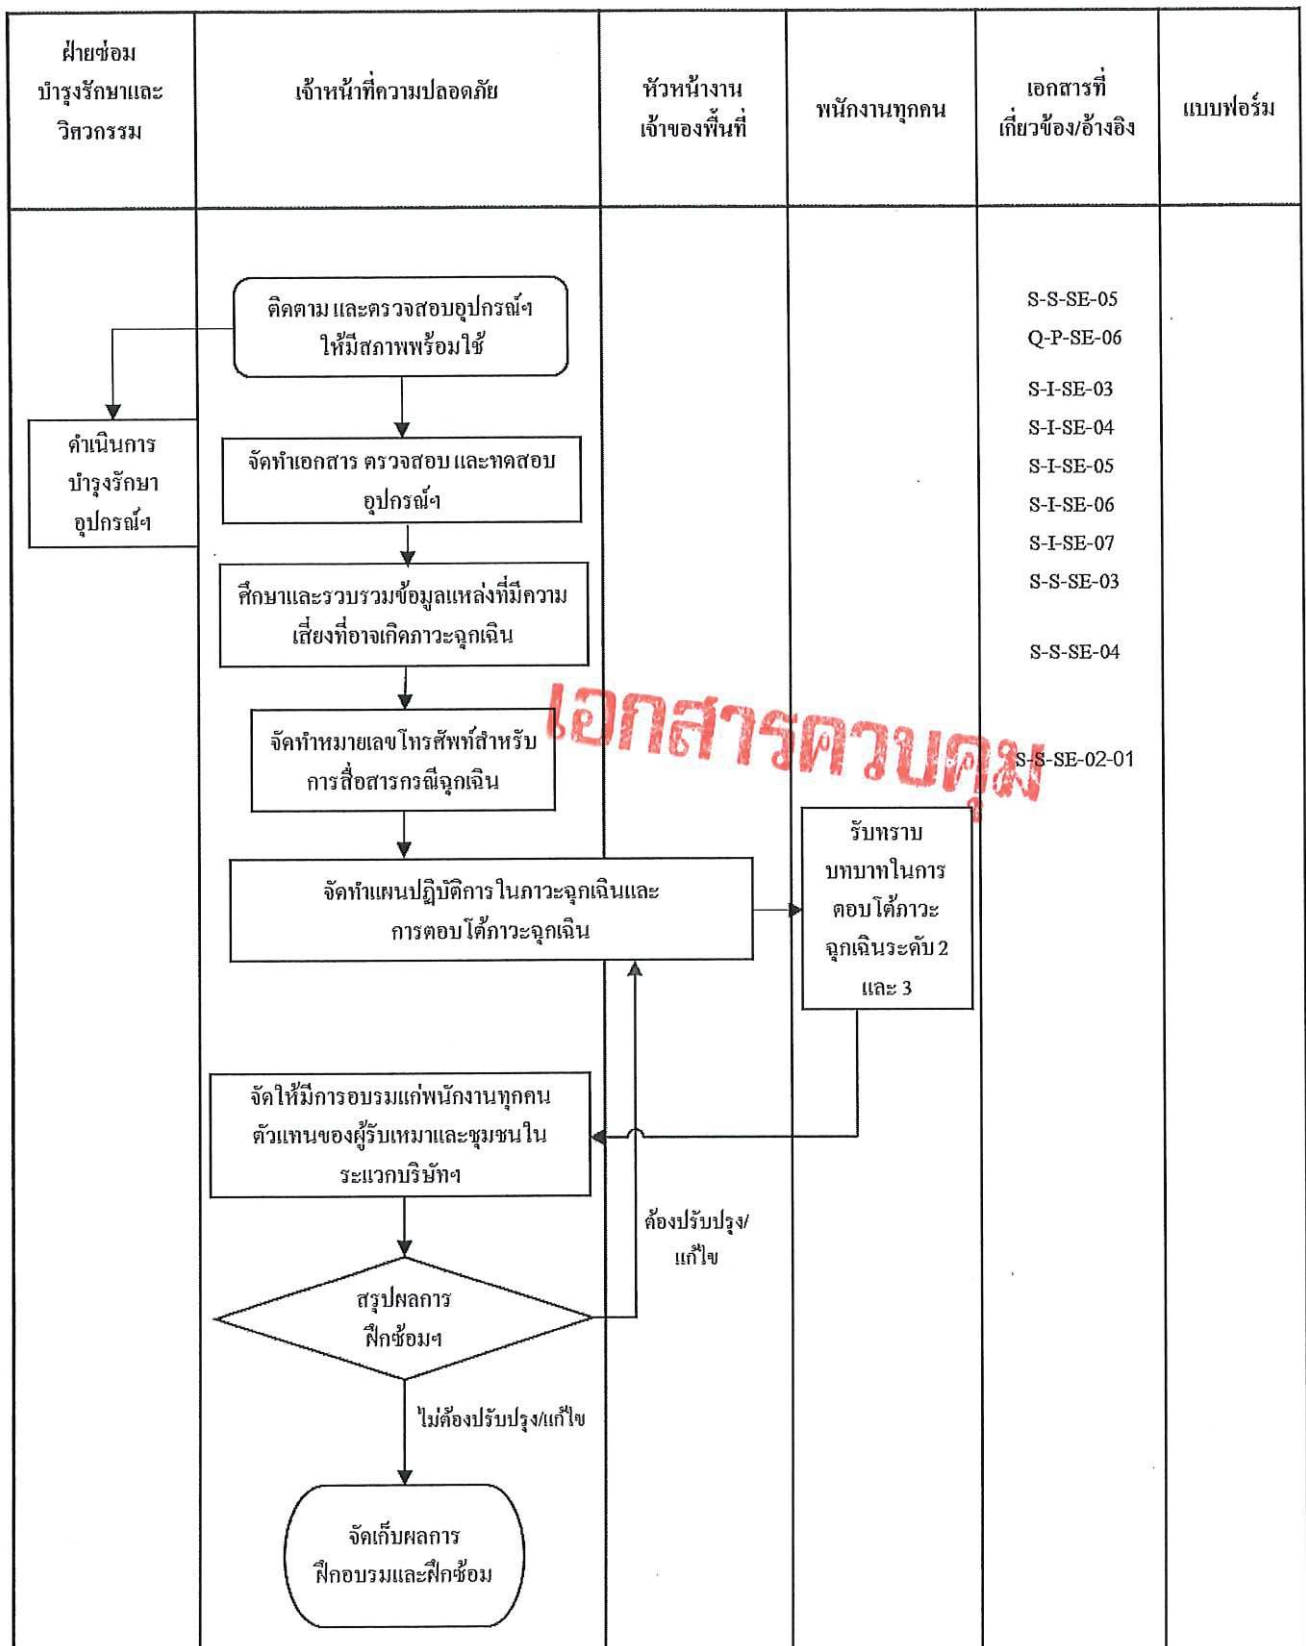 ฝ่ายซ่อม
บำรุงรักษาและ
วิศวกรรม
เจ้าหน้าที่ความปลอดภัย
หัวหน้างาน
เจ้าของพื้นที่
พนักงานทุกคน
เอกสารที่
เกี่ยวข้อง/อ้างอิง
แบบฟอร์ม
ติดตาม และตรวจสอบอุปกรณ์ฯ
ให้มีสภาพพร้อมใช้
ดำเนินการ
บำรุงรักษา
อุปกรณ์ฯ
จัดทำเอกสาร ตรวจสอบ และทดสอบ
อุปกรณ์ฯ
ศึกษาและรวบรวมข้อมูลแหล่งที่มีความ
เสี่ยงที่อาจเกิดภาวะฉุกเฉิน
จัดทำหมายเลขโทรศัพท์สำหรับ
การสื่อสารกรณีฉุกเฉิน
จัดทำแผนปฏิบัติการในภาวะฉุกเฉินและ
การตอบโต้ภาวะฉุกเฉิน
รับทราบ
บทบาทในการ
ตอบโต้ภาวะ
ฉุกเฉินระดับ 2
และ 3
จัดให้มีการอบรมแก่พนักงานทุกคน
ตัวแทนของผู้รับเหมาและชุมชนใน
ระแวกบริษัทฯ
ต้องปรับปรุง/
แก้ไข
สรุปผลการ
ฝึกซ้อมฯ
ไม่ต้องปรับปรุง/แก้ไข
จัดเก็บผลการ
ฝึกอบรมและฝึกซ้อม
S-S-SE-05
Q-P-SE-06
S-I-SE-03
S-I-SE-04
S-I-SE-05
S-I-SE-06
S-I-SE-07
S-S-SE-03
S-S-SE-04
S-S-SE-02-01
เอกสารควบคุม